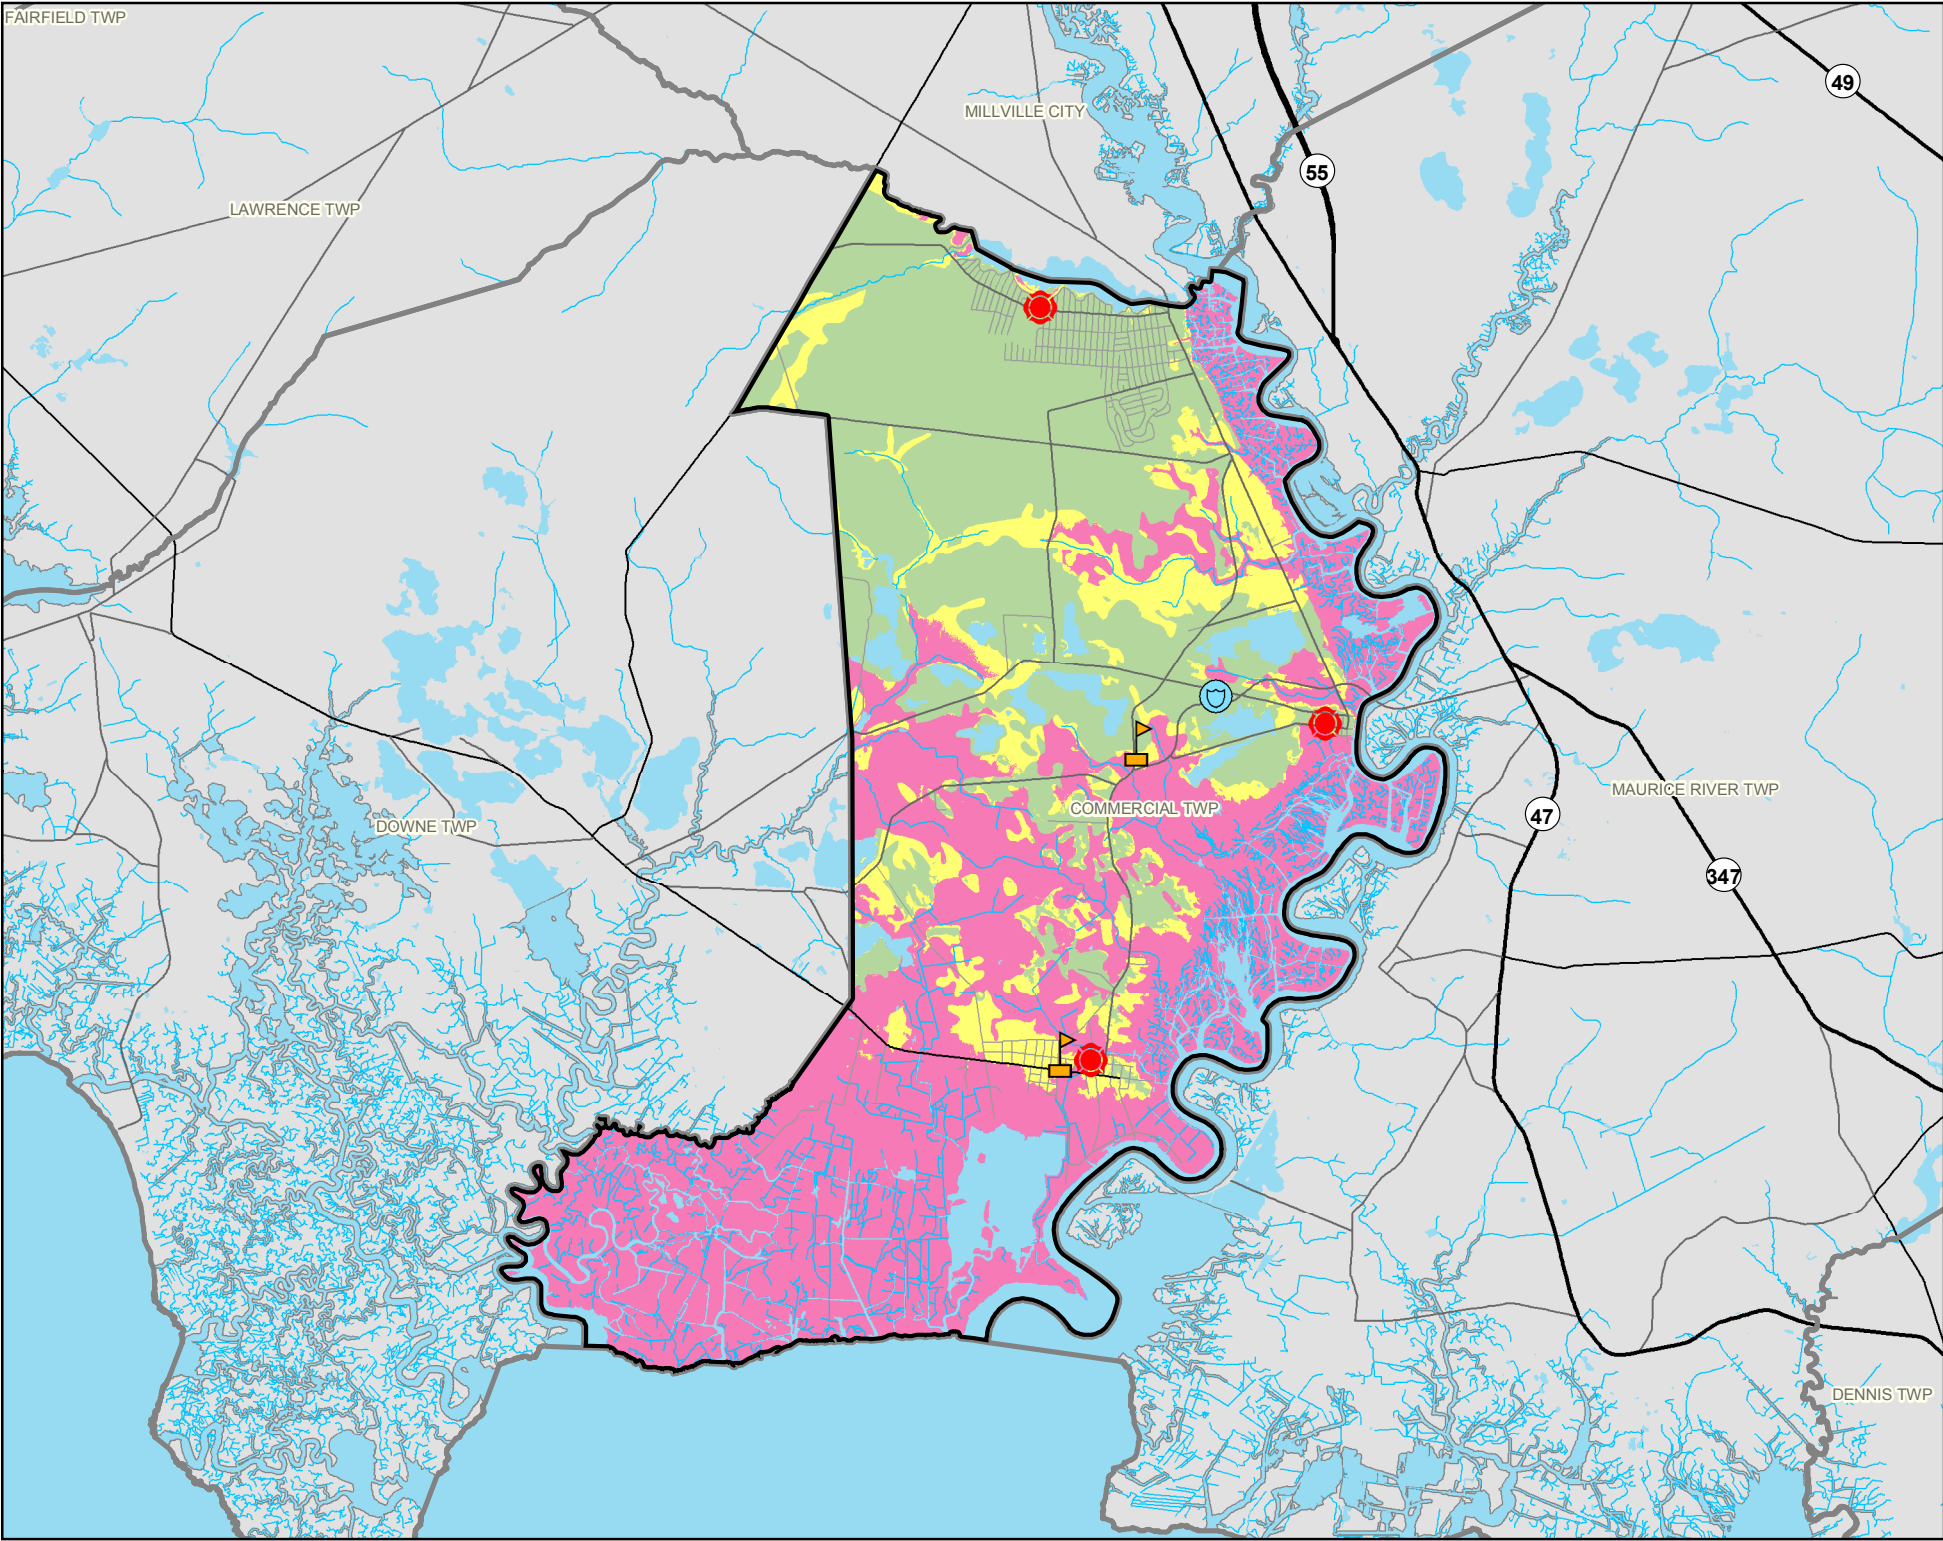 FAIRFIELD TWP
49
MILLVILLE CITY
55
LAWRENCE TWP
MAURICE RIVER TWP
COMMERCIAL TWP
47
DOWNE TWP
347
DENNIS TWP